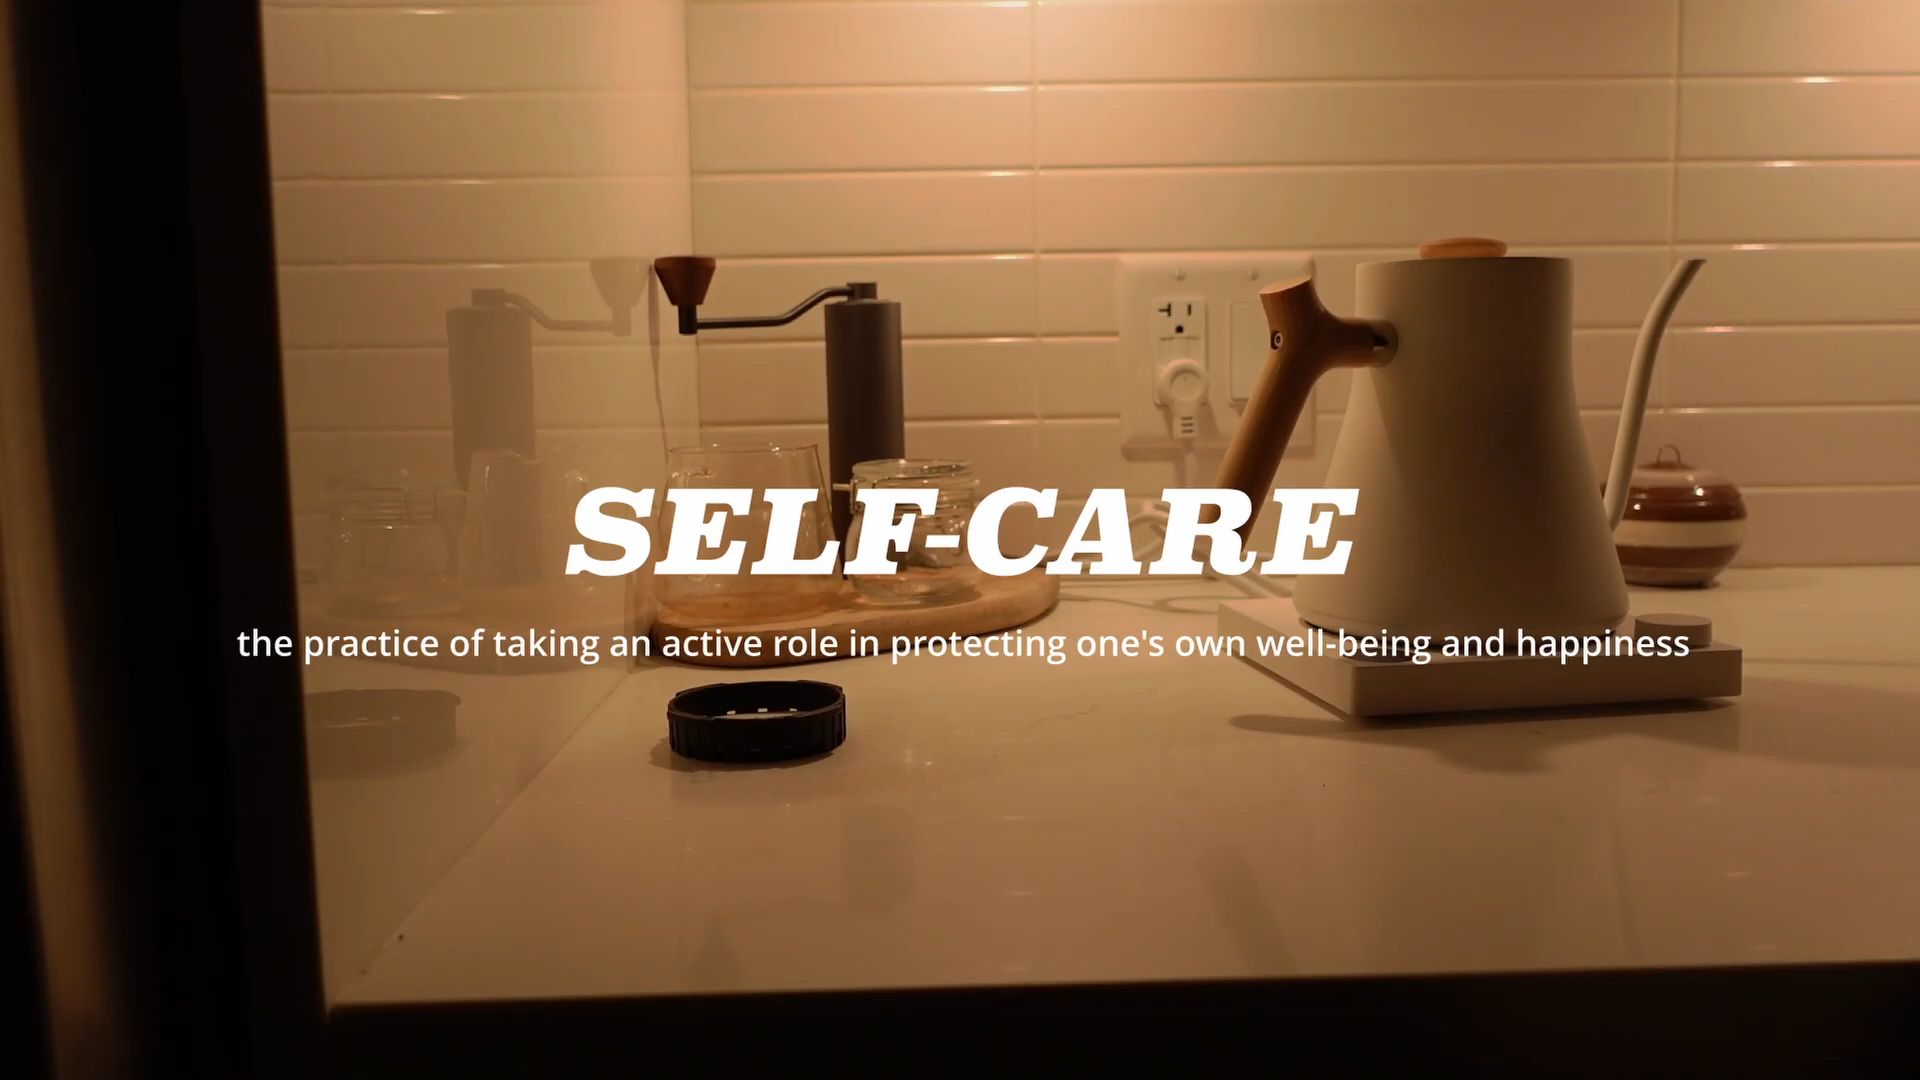 SELF-CARE
the practice of taking an active role in protecting one's own well-being and happiness